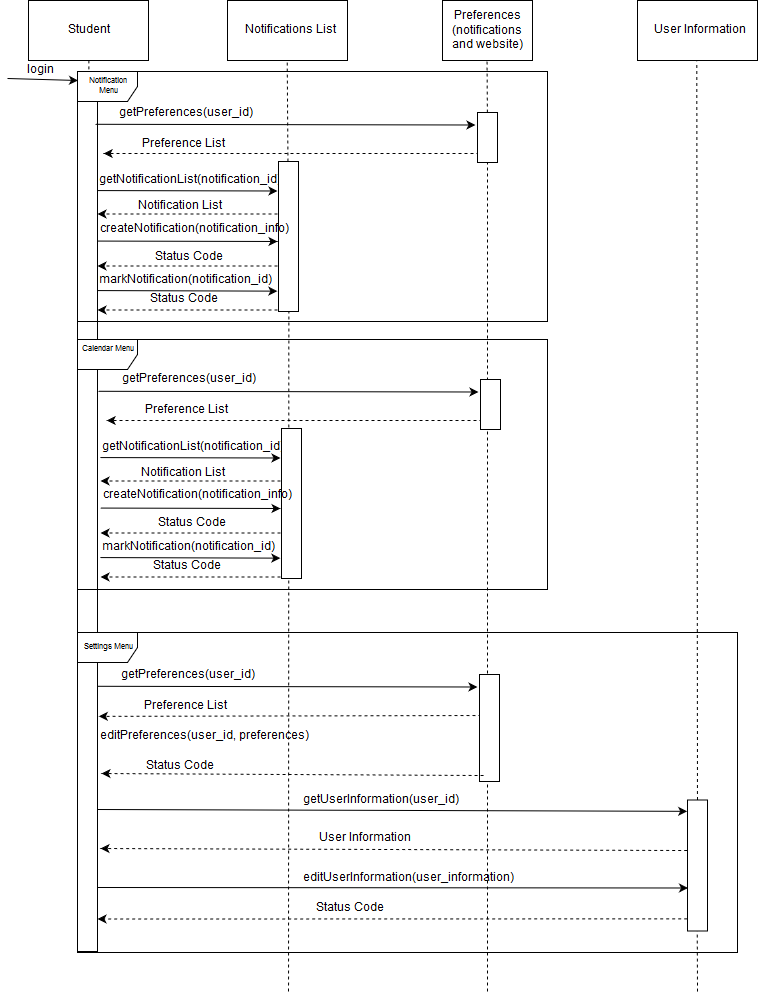 Student
Notifications List
Preferences
(notifications
and website)
User Information
login
Notification
Menu
getPreferences(user_id)
Preference List
getNotificationList(notification_id
Notification List
createNotification(notification_info)
Status Code
markNotification(notification_id)
Status Code
Calendar Menu
getPreferences(user_id)
Preference List
getNotificationList(notification_id
Notification List
createNotification(notification_info)
Status Code
markNotification(notification_id)
Status Code
Settings Menu
getPreferences(user_id)
Preference List
editPreferences(user_id, preferences)
Status Code
getUserInformation(user_id)
User Information
editUserInformation(user_information)
Status Code